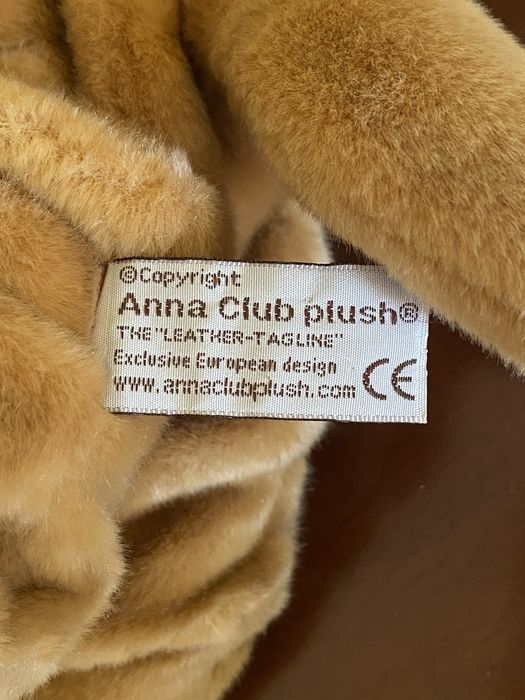 ©Copyright
Anna Club plush®
THE"LEATHER-TAGLINE"
Exclusive European design
www.annaclubplush.com CE